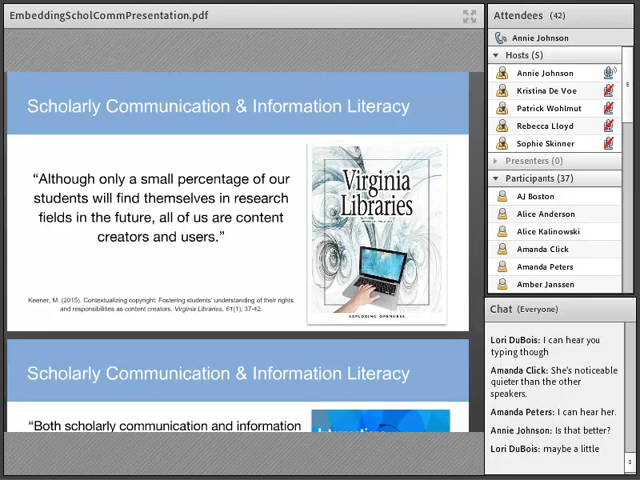 EmbeddingScholCommPresentation.pdf
Scholarly Communication & Information Literacy
“Although only a small percentage of our
students will find themselves in research
fields in the future, all of us are content
creators and users.”
Keener, M. (2015). Contextualizing copyright: Fostering students' understanding of their rights
and responsibilities as content creators. Virginia Libraries, 61(1), 37-42.
Virginia
Libraries
EXPLORING OPENNESS
Scholarly Communication & Information Literacy
“Both scholarly communication and information
Attendees (42)
Annie Johnson
Hosts (5)
Annie Johnson
Kristina De Voe
Patrick Wohlmut
Rebecca Lloyd
Sophie Skinner
Presenters (0)
Participants (37)
AJ Boston
Alice Anderson
Alice Kalinowski
Amanda Click
Amanda Peters
Amber Janssen
Chat (Everyone)
Lori DuBois: I can hear you
typing though
Amanda Click: She's noticeable
quieter than the other
speakers.
Amanda Peters: I can hear her.
Annie Johnson: Is that better?
Lori DuBois: maybe a little